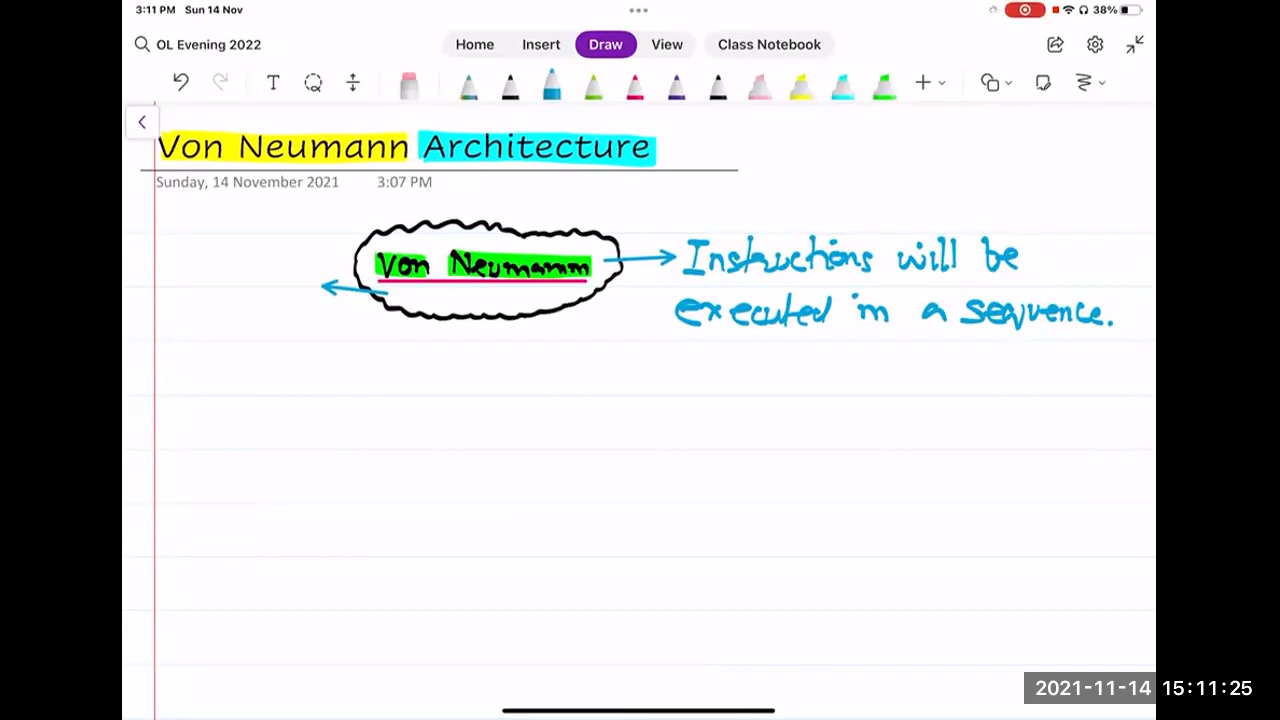 3:11 PM Sun 14 Nov
38%
OL Evening 2022
Home Insert Draw View Class Notebook
T
Von Neumann Architecture
Sunday, 14 November 2021 3:07 PM
Von Neumann
Instructions will be
executed in a sequence.
2021-11-14 15:11:25